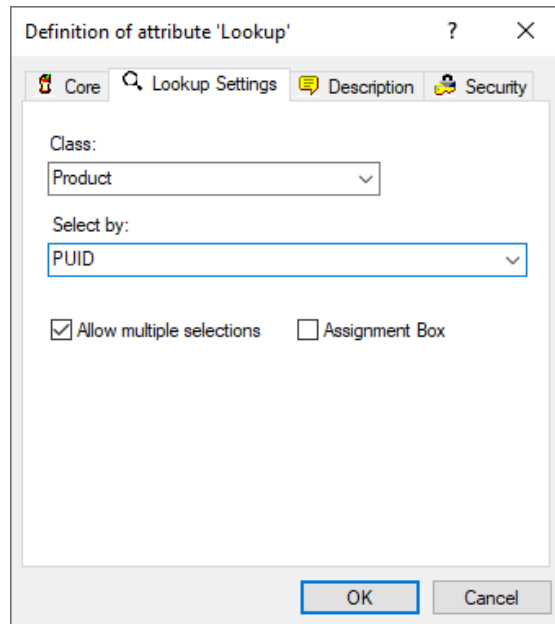 Definition of attribute 'Lookup' ?
Core Lookup Settings Description Security
Class:
Product
Select by:
PUID
Allow multiple selections Assignment Box
OK Cancel